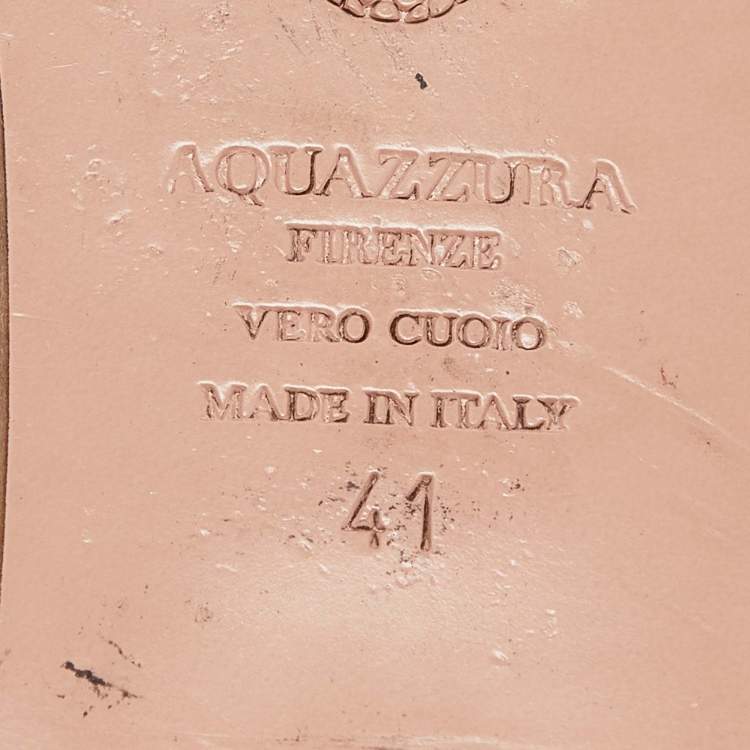 AQUAZZURA
FIRENZE
VERO CUOIO
MADE IN ITALY
41